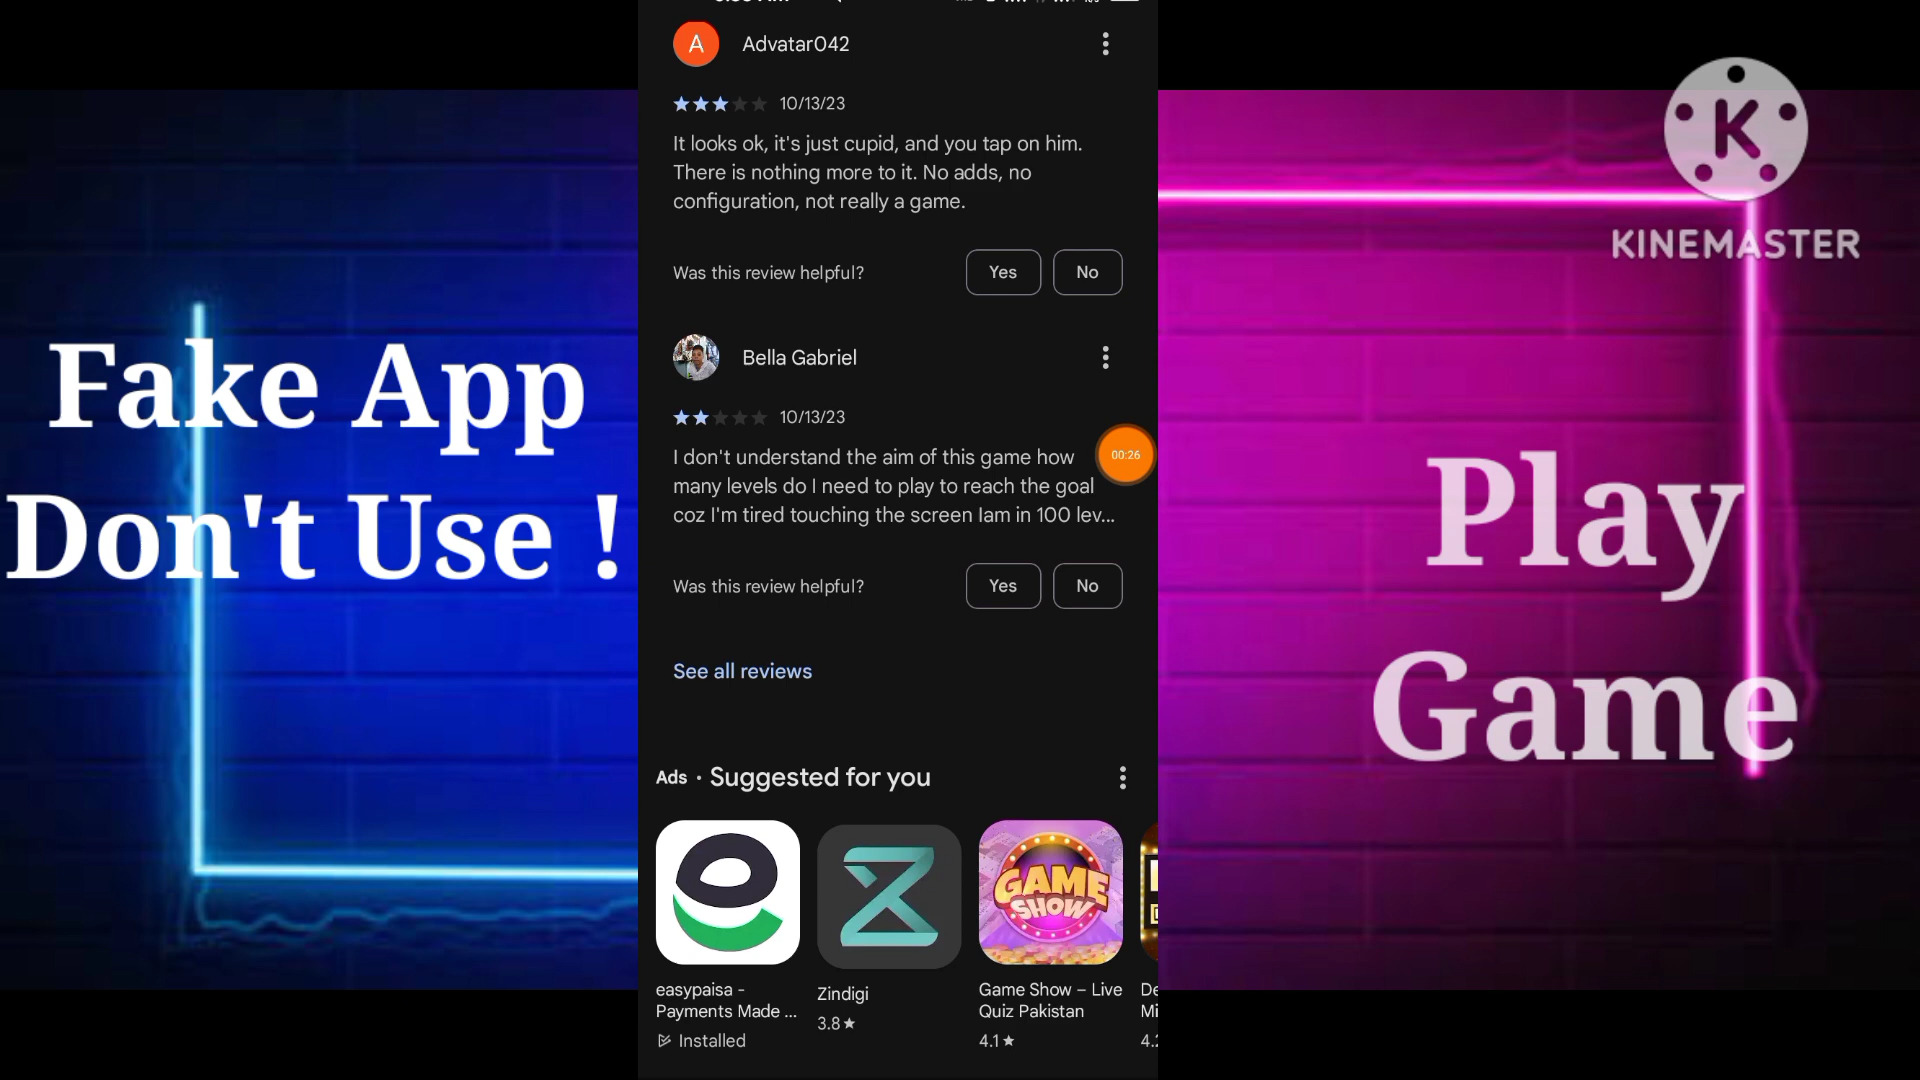 Advatar042
10/13/23
It looks ok, it's just cupid, and you tap on him.
There is nothing more to it. No adds, no
configuration, not really a game.
Was this review helpful?
Yes
No
Bella Gabriel
10/13/23
I don't understand the aim of this game how
many levels do I need to play to reach the goal
coz I'm tired touching the screen Iam in 100 lev...
Was this review helpful?
Yes
No
00:26
See all reviews
Ads · Suggested for you
easypaisa -
Payments Made ...
Installed
Zindigi
3.8★
GAME
SHOW
Game Show – Live
Quiz Pakistan
4.1★
Fake App
Don't Use !
K
KINEMASTER
Play
Game